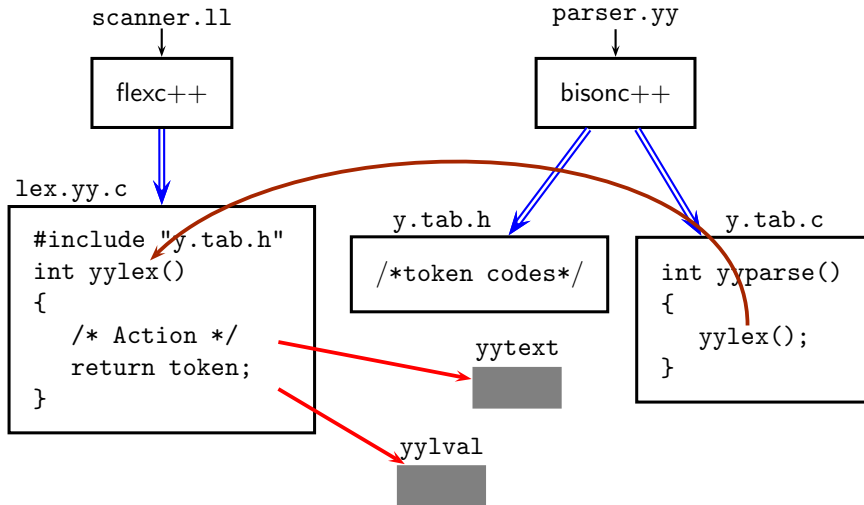 scanner.ll
parser.yy
flexc++
bisonc++
lex.yy.c
#include "y.tab.h"
int yylex()
{
/* Action */
return token;
}
y.tab.h
/*token codes*/
y.tab.c
int yyparse()
{
yylex();
}
yytext
yylval